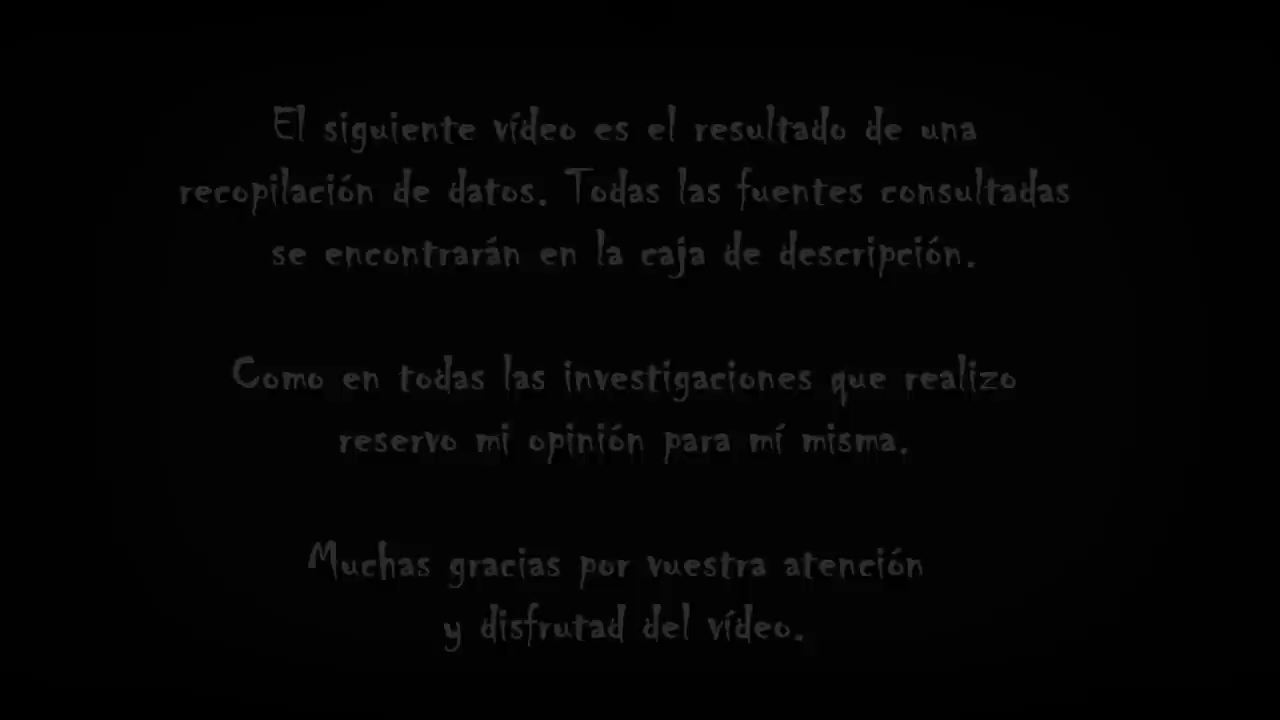 El siguiente vídeo es el resultado de una
recopilación de datos. Todas las fuentes consultadas
se encontrarán en la caja de descripción.
Como en todas las investigaciones que realizo
reservo mi opinión para mí misma.
Muchas gracias por vuestra atención
y disfrutad del vídeo.